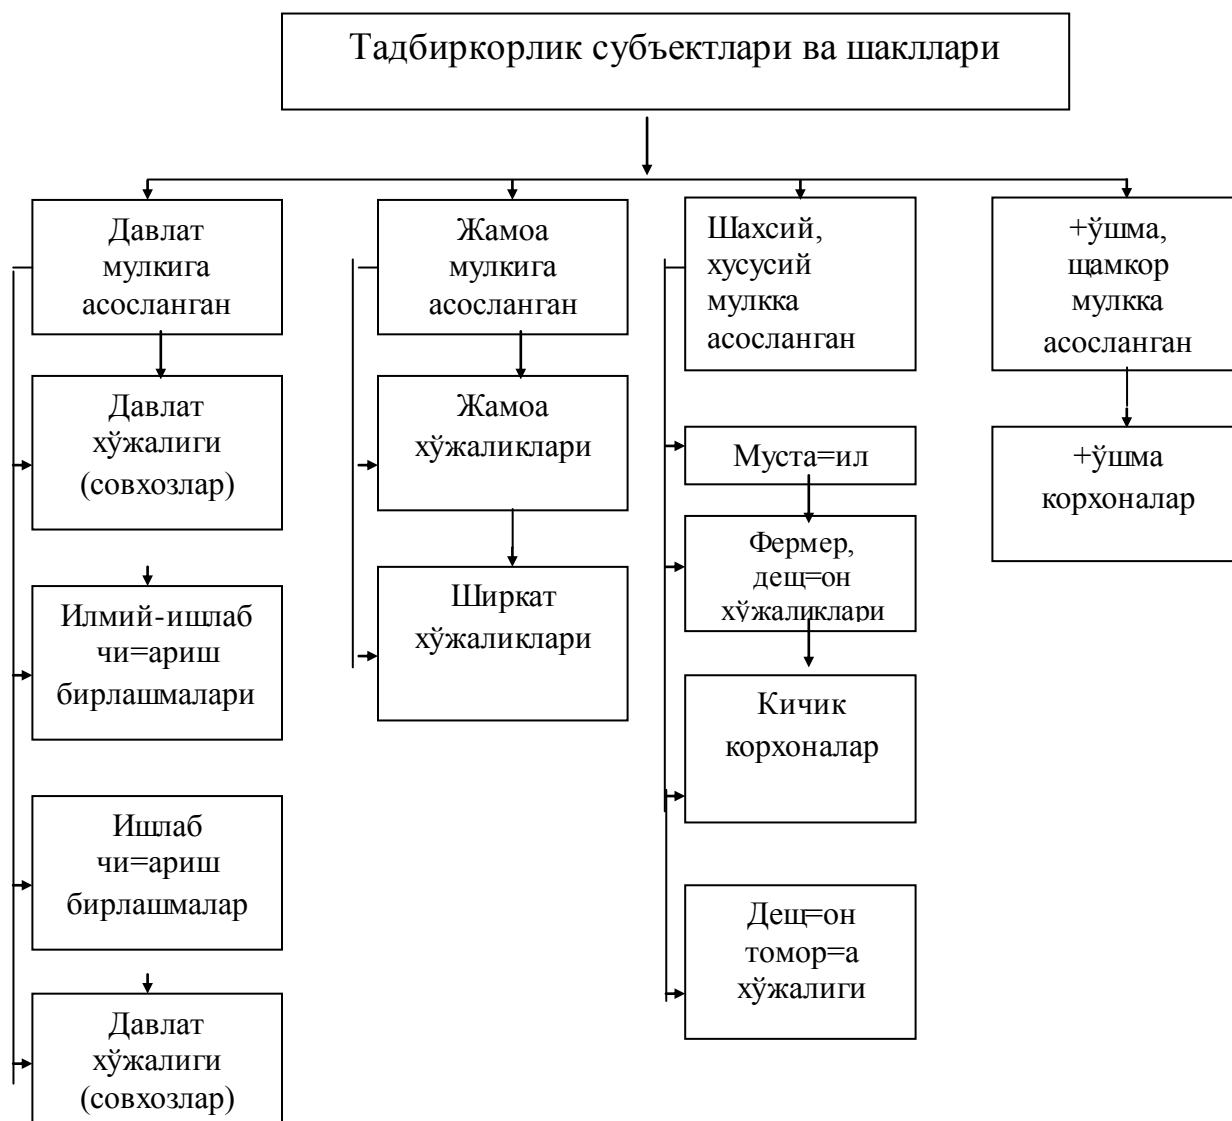 Тадбиркорлик субъектлари ва шакллари
Давлат
мулкига
асосланган
Давлат
хўжалиги
(совхозлар)
Илмий-ишлаб
чи=ариш
бирлашмалари
Ишлаб
чи=ариш
бирлашмалар
Давлат
хўжалиги
(совхозлар)
Жамоа
мулкига
асосланган
Жамоа
хўжаликлари
Ширкат
хўжаликлари
Шахсий,
хусусий
мулкка
асосланган
Муста=ил
Фермер,
дещ=он
хўжаликлари
Кичик
корхоналар
Дещ=он
томор=а
хўжалиги
+ўшма,
щамкор
мулкка
асосланган
+ўшма
корхоналар